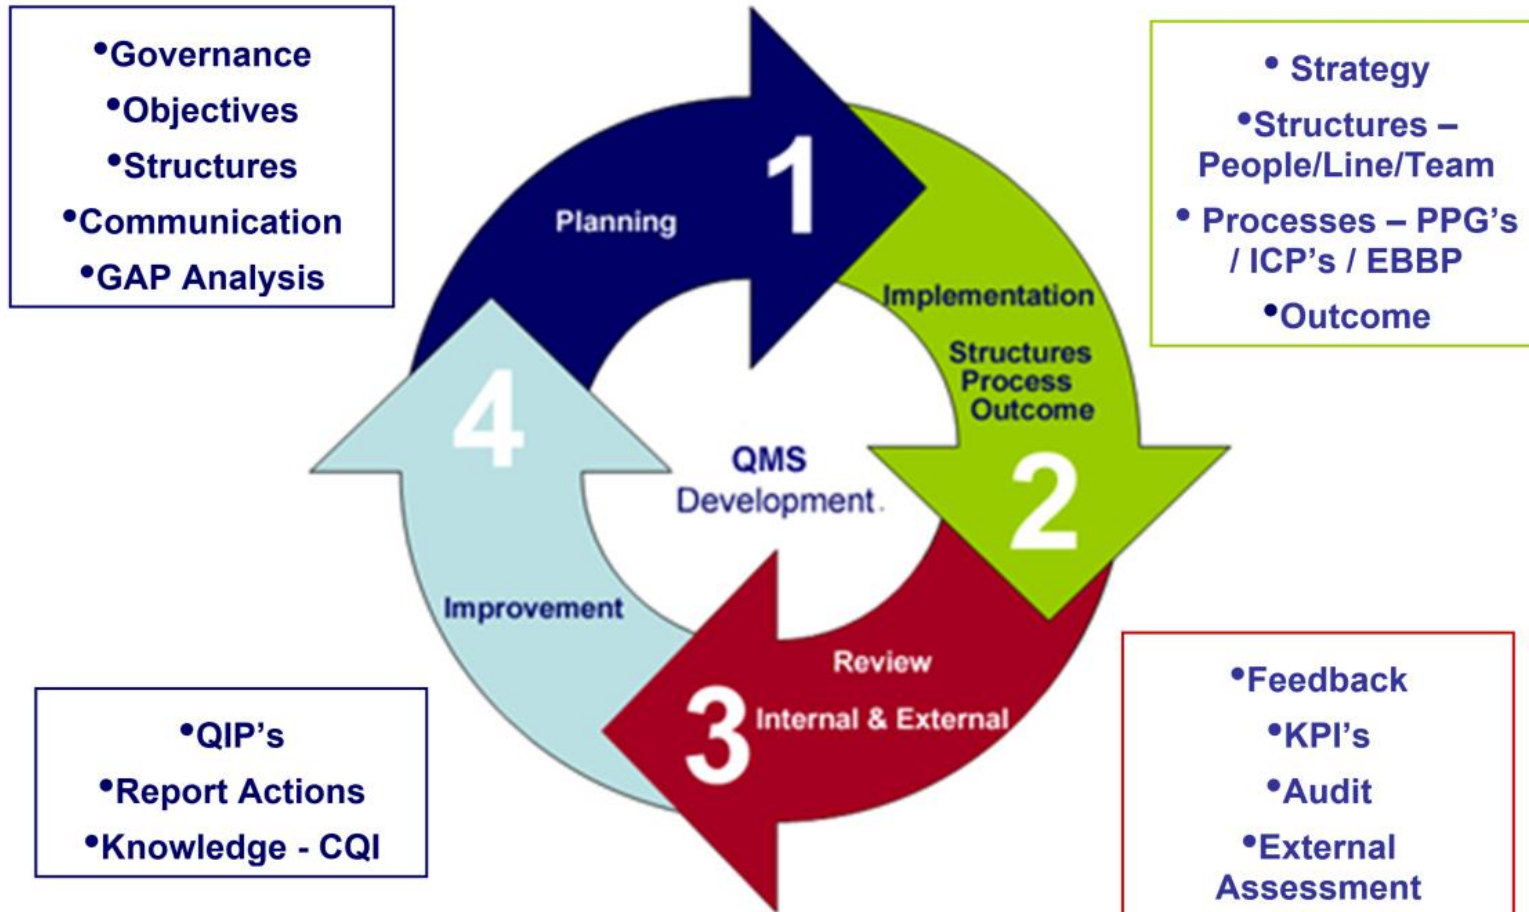 •Governance
•Objectives
•Structures
•Communication
•GAP Analysis
1
Planning
• Strategy
•Structures –
People/Line/Team
• Processes – PPG's
/ ICP's / EBBP
•Outcome
Implementation
Structures
Process
Outcome
2
QMS
Development.
4
Improvement
Review
Internal & External
3
•QIP's
•Report Actions
•Knowledge - CQI
•Feedback
•KPI's
•Audit
•External
Assessment